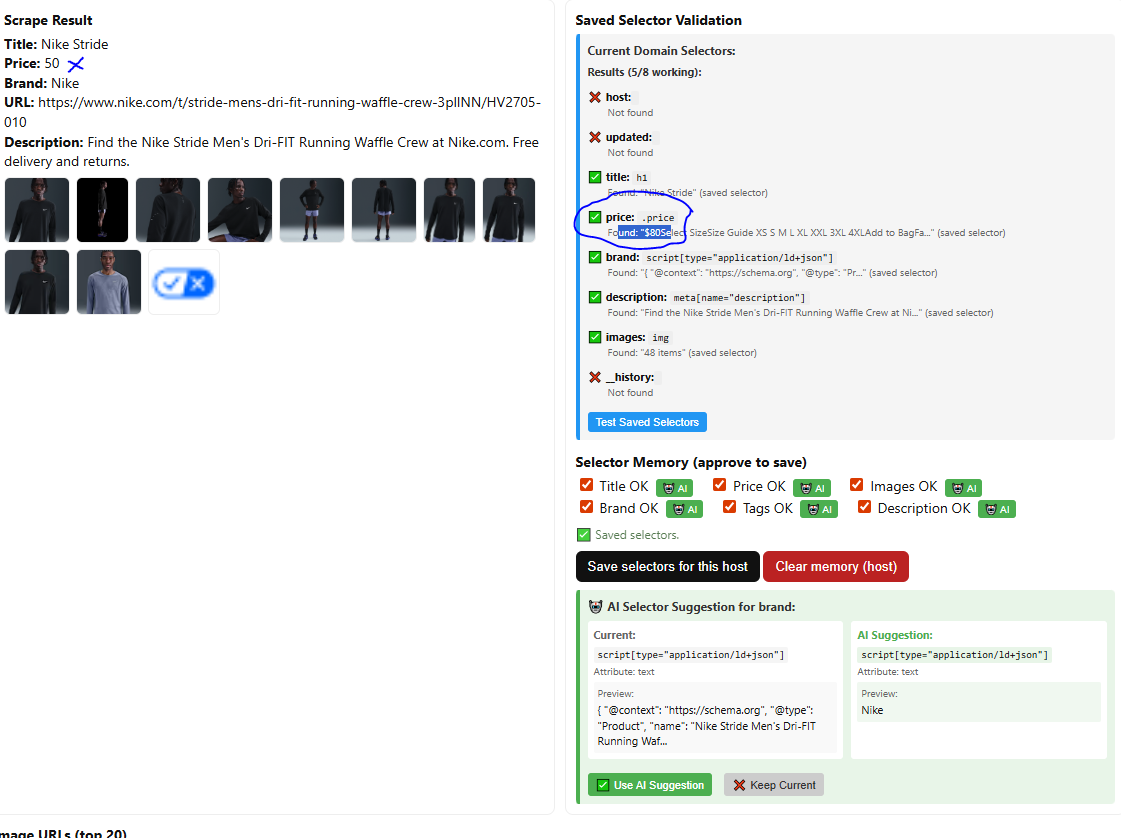 Scrape Result
Title: Nike Stride
Price: 50
Brand: Nike
URL: https://www.nike.com/t/stride-mens-dri-fit-running-waffle-crew-3pllNN/HV2705-
010
Description: Find the Nike Stride Men's Dri-FIT Running Waffle Crew at Nike.com. Free
delivery and returns.
Saved Selector Validation
Current Domain Selectors:
Results (5/8 working):
host:
Not found
updated:
Not found
title: h1
Found: "Nike Stride" (saved selector)
price: .price
Found: "$80Select SizeSize Guide XS S M L XL XXL 3XL 4XLAdd to BagFa..." (saved selector)
brand: script[type="application/ld+json"]
Found: "{ "@context": "https://schema.org", "@type": "Pr..." (saved selector)
description: meta[name="description"]
Found: "Find the Nike Stride Men's Dri-FIT Running Waffle Crew at Ni..." (saved selector)
images: img
Found: "48 items" (saved selector)
__history:
Not found
Test Saved Selectors
Selector Memory (approve to save)
Title OK AI Price OK AI Images OK AI
Brand OK AI Tags OK AI Description OK AI
Saved selectors.
Save selectors for this host Clear memory (host)
AI Selector Suggestion for brand:
Current:
script[type="application/ld+json"]
Attribute: text
Preview:
{ "@context": "https://schema.org", "@type":
"Product", "name": "Nike Stride Men's Dri-FIT
Running Waf...
AI Suggestion:
script[type="application/ld+json"]
Attribute: text
Preview:
Nike
Use AI Suggestion Keep Current
mage URLs (top 20)